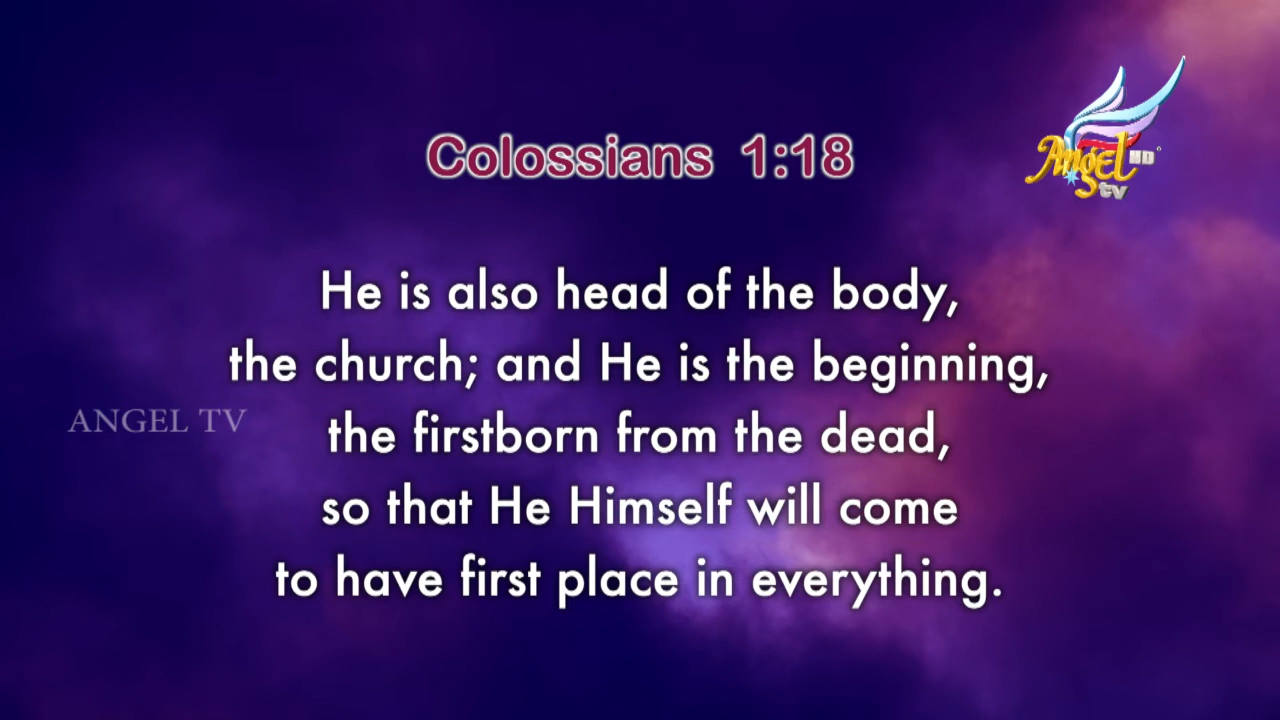 Colossians 1:18
Angel HD
tv
He is also head of the body,
the church; and He is the beginning,
ANGEL TV
the firstborn from the dead,
so that He Himself will come
to have first place in everything.